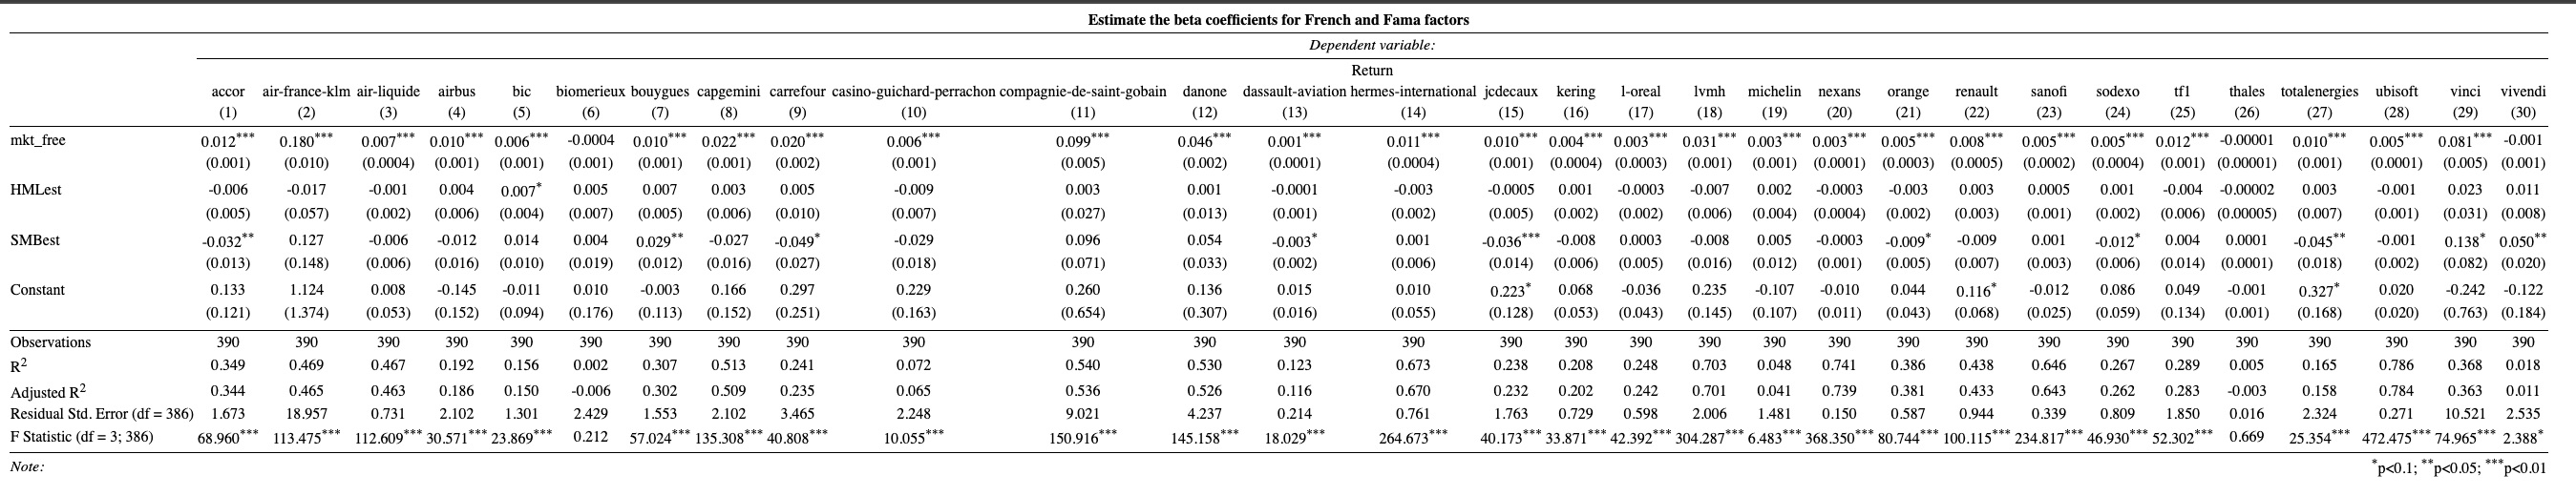 Estimate the beta coefficients for French and Fama factors
Dependent variable:
Return
accor air-france-klm air-liquide airbus bic biomerieux bouygues capgemini carrefour casino-guichard-perrachon compagnie-de-saint-gobain danone dassault-aviation hermes-international jcdecaux kering l-oreal lvmh michelin nexans orange renault sanofi sodexo tf1 thales totalenergies ubisoft vinci vivendi
(1) (2) (3) (4) (5) (6) (7) (8) (9) (10) (11) (12) (13) (14) (15) (16) (17) (18) (19) (20) (21) (22) (23) (24) (25) (26) (27) (28) (29) (30)
mkt_free 0.012*** 0.180*** 0.007*** 0.010*** 0.006*** -0.0004 0.010*** 0.022*** 0.020*** 0.006*** 0.099*** 0.046*** 0.001*** 0.011*** 0.010*** 0.004*** 0.003*** 0.031*** 0.003*** 0.003*** 0.005*** 0.008*** 0.005*** 0.005*** 0.012*** -0.00001 0.010*** 0.005*** 0.081*** -0.001
(0.001) (0.010) (0.0004) (0.001) (0.001) (0.001) (0.001) (0.001) (0.002) (0.001) (0.005) (0.002) (0.0001) (0.0004) (0.001) (0.0004) (0.0003) (0.001) (0.001) (0.0001) (0.0003) (0.0005) (0.0002) (0.0004) (0.001) (0.00001) (0.001) (0.0001) (0.005) (0.001)
HMLest -0.006 -0.017 -0.001 0.004 0.007* 0.005 0.007 0.003 0.005 -0.009 0.003 0.001 -0.0001 -0.003 -0.0005 0.001 -0.0003 -0.007 0.002 -0.0003 -0.003 0.003 0.0005 0.001 -0.004 -0.00002 0.003 -0.001 0.023 0.011
(0.005) (0.057) (0.002) (0.006) (0.004) (0.007) (0.005) (0.006) (0.010) (0.007) (0.027) (0.013) (0.001) (0.002) (0.005) (0.002) (0.002) (0.006) (0.004) (0.0004) (0.002) (0.003) (0.001) (0.002) (0.006) (0.00005) (0.007) (0.001) (0.031) (0.008)
SMBest -0.032** 0.127 -0.006 -0.012 0.014 0.004 0.029** -0.027 -0.049* -0.029 0.096 0.054 -0.003* 0.001 -0.036*** -0.008 0.0003 -0.008 0.005 -0.0003 -0.009* -0.009 0.001 -0.012* 0.004 0.0001 -0.045** -0.001 0.138* 0.050**
(0.013) (0.148) (0.006) (0.016) (0.010) (0.019) (0.012) (0.016) (0.027) (0.018) (0.071) (0.033) (0.002) (0.006) (0.014) (0.006) (0.005) (0.016) (0.012) (0.001) (0.005) (0.007) (0.003) (0.006) (0.014) (0.0001) (0.018) (0.002) (0.082) (0.020)
Constant 0.133 1.124 0.008 -0.145 -0.011 0.010 -0.003 0.166 0.297 0.229 0.260 0.136 0.015 0.010 0.223* 0.068 -0.036 0.235 -0.107 -0.010 0.044 0.116* -0.012 0.086 0.049 -0.001 0.327* 0.020 -0.242 -0.122
(0.121) (1.374) (0.053) (0.152) (0.094) (0.176) (0.113) (0.152) (0.251) (0.163) (0.654) (0.307) (0.016) (0.055) (0.128) (0.053) (0.043) (0.145) (0.107) (0.011) (0.043) (0.068) (0.025) (0.059) (0.134) (0.001) (0.168) (0.020) (0.763) (0.184)
Observations 390 390 390 390 390 390 390 390 390 390 390 390 390 390 390 390 390 390 390 390 390 390 390 390 390 390 390 390 390 390
R2 0.349 0.469 0.467 0.192 0.156 0.002 0.307 0.513 0.241 0.072 0.540 0.530 0.123 0.673 0.238 0.208 0.248 0.703 0.048 0.741 0.386 0.438 0.646 0.267 0.289 0.005 0.165 0.786 0.368 0.018
Adjusted R2 0.344 0.465 0.463 0.186 0.150 -0.006 0.302 0.509 0.235 0.065 0.536 0.526 0.116 0.670 0.232 0.202 0.242 0.701 0.041 0.739 0.381 0.433 0.643 0.262 0.283 -0.003 0.158 0.784 0.363 0.011
Residual Std. Error (df = 386) 1.673 18.957 0.731 2.102 1.301 2.429 1.553 2.102 3.465 2.248 9.021 4.237 0.214 0.761 1.763 0.729 0.598 2.006 1.481 0.150 0.587 0.944 0.339 0.809 1.850 0.016 2.324 0.271 10.521 2.535
F Statistic (df = 3; 386) 68.960*** 113.475*** 112.609*** 30.571*** 23.869*** 0.212 57.024*** 135.308*** 40.808*** 10.055*** 150.916*** 145.158*** 18.029*** 264.673*** 40.173*** 33.871*** 42.392*** 304.287*** 6.483*** 368.350*** 80.744*** 100.115*** 234.817*** 46.930*** 52.302*** 0.669 25.354*** 472.475*** 74.965*** 2.388*
Note: *p<0.1; **p<0.05; ***p<0.01